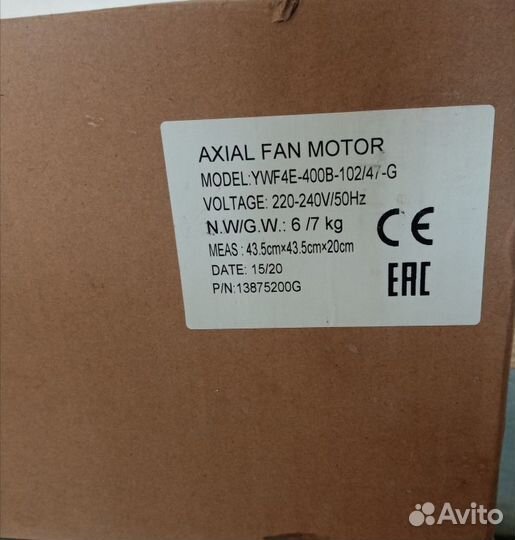 AXIAL FAN MOTOR
MODEL:YWF4E-400B-102/47-G
VOLTAGE: 220-240V/50Hz
N.W/G.W.: 6 /7 kg
MEAS : 43.5cm×43.5cm×20cm
DATE: 15/20
P/N:13875200G
CE
EAC
Avito